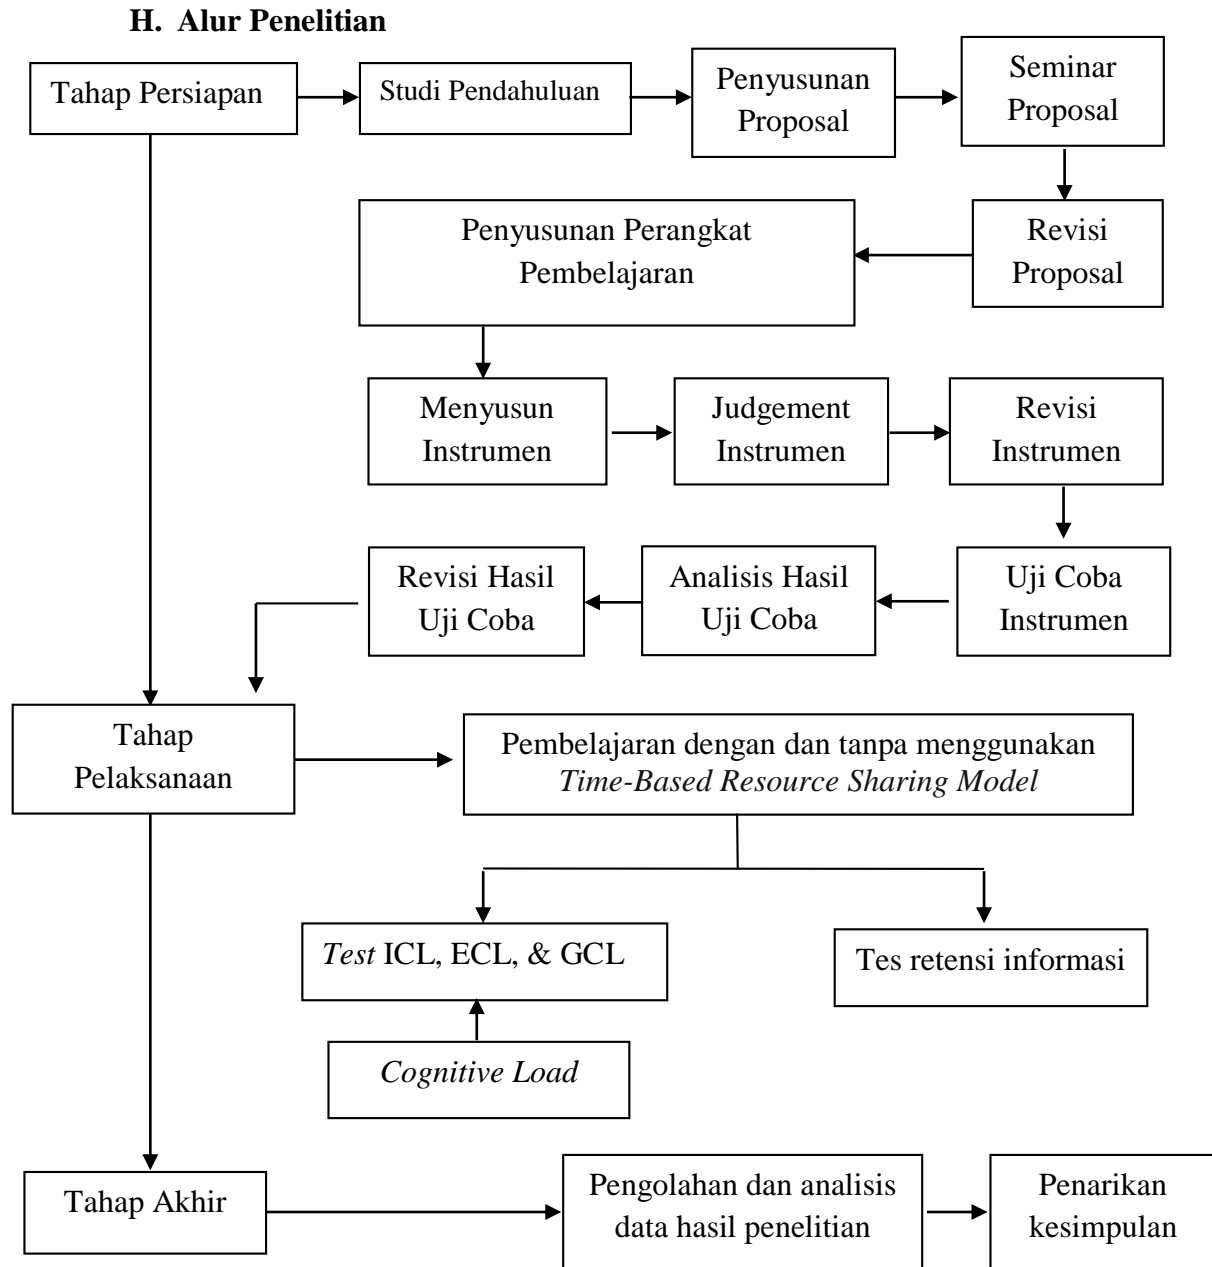 H. Alur Penelitian
Tahap Persiapan
Studi Pendahuluan
Penyusunan
Proposal
Seminar
Proposal
Revisi
Proposal
Penyusunan Perangkat
Pembelajaran
Menyusun
Instrumen
Judgement
Instrumen
Revisi
Instrumen
Uji Coba
Instrumen
Analisis Hasil
Uji Coba
Revisi Hasil
Uji Coba
Tahap
Pelaksanaan
Pembelajaran dengan dan tanpa menggunakan
Time-Based Resource Sharing Model
Test ICL, ECL, & GCL
Tes retensi informasi
Cognitive Load
Tahap Akhir
Pengolahan dan analisis
data hasil penelitian
Penarikan
kesimpulan